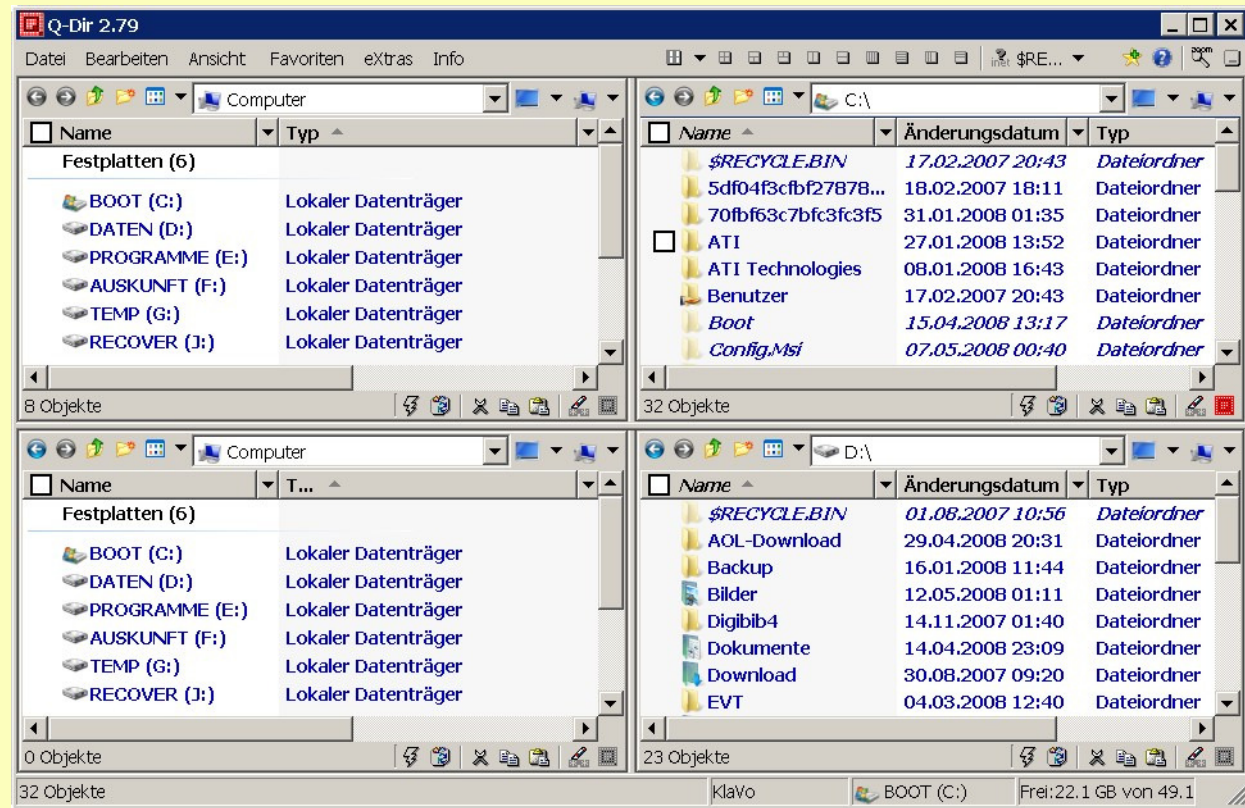 Q-Dir 2.79
Datei Bearbeiten Ansicht Favoriten eXtras Info
inet $RE...
zoom
Computer
Name Typ
Festplatten (6)
BOOT (C:) Lokaler Datenträger
DATEN (D:) Lokaler Datenträger
PROGRAMME (E:) Lokaler Datenträger
AUSKUNFT (F:) Lokaler Datenträger
TEMP (G:) Lokaler Datenträger
RECOVER (J:) Lokaler Datenträger
8 Objekte
C:\
Name Änderungsdatum Typ
$RECYCLE.BIN 17.02.2007 20:43 Dateiordner
5df04f3cfbf27878... 18.02.2007 18:11 Dateiordner
70fbf63c7bfc3fc3f5 31.01.2008 01:35 Dateiordner
ATI 27.01.2008 13:52 Dateiordner
ATI Technologies 08.01.2008 16:43 Dateiordner
Benutzer 17.02.2007 20:43 Dateiordner
Boot 15.04.2008 13:17 Dateiordner
Config.Msi 07.05.2008 00:40 Dateiordner
32 Objekte
Computer
Name T...
Festplatten (6)
BOOT (C:) Lokaler Datenträger
DATEN (D:) Lokaler Datenträger
PROGRAMME (E:) Lokaler Datenträger
AUSKUNFT (F:) Lokaler Datenträger
TEMP (G:) Lokaler Datenträger
RECOVER (J:) Lokaler Datenträger
0 Objekte
D:\
Name Änderungsdatum Typ
$RECYCLE.BIN 01.08.2007 10:56 Dateiordner
AOL-Download 29.04.2008 20:31 Dateiordner
Backup 16.01.2008 11:44 Dateiordner
Bilder 12.05.2008 01:11 Dateiordner
Digibib4 14.11.2007 01:40 Dateiordner
Dokumente 14.04.2008 23:09 Dateiordner
Download 30.08.2007 09:20 Dateiordner
EVT 04.03.2008 12:40 Dateiordner
23 Objekte
32 Objekte KlaVo BOOT (C:) Frei:22.1 GB von 49.1